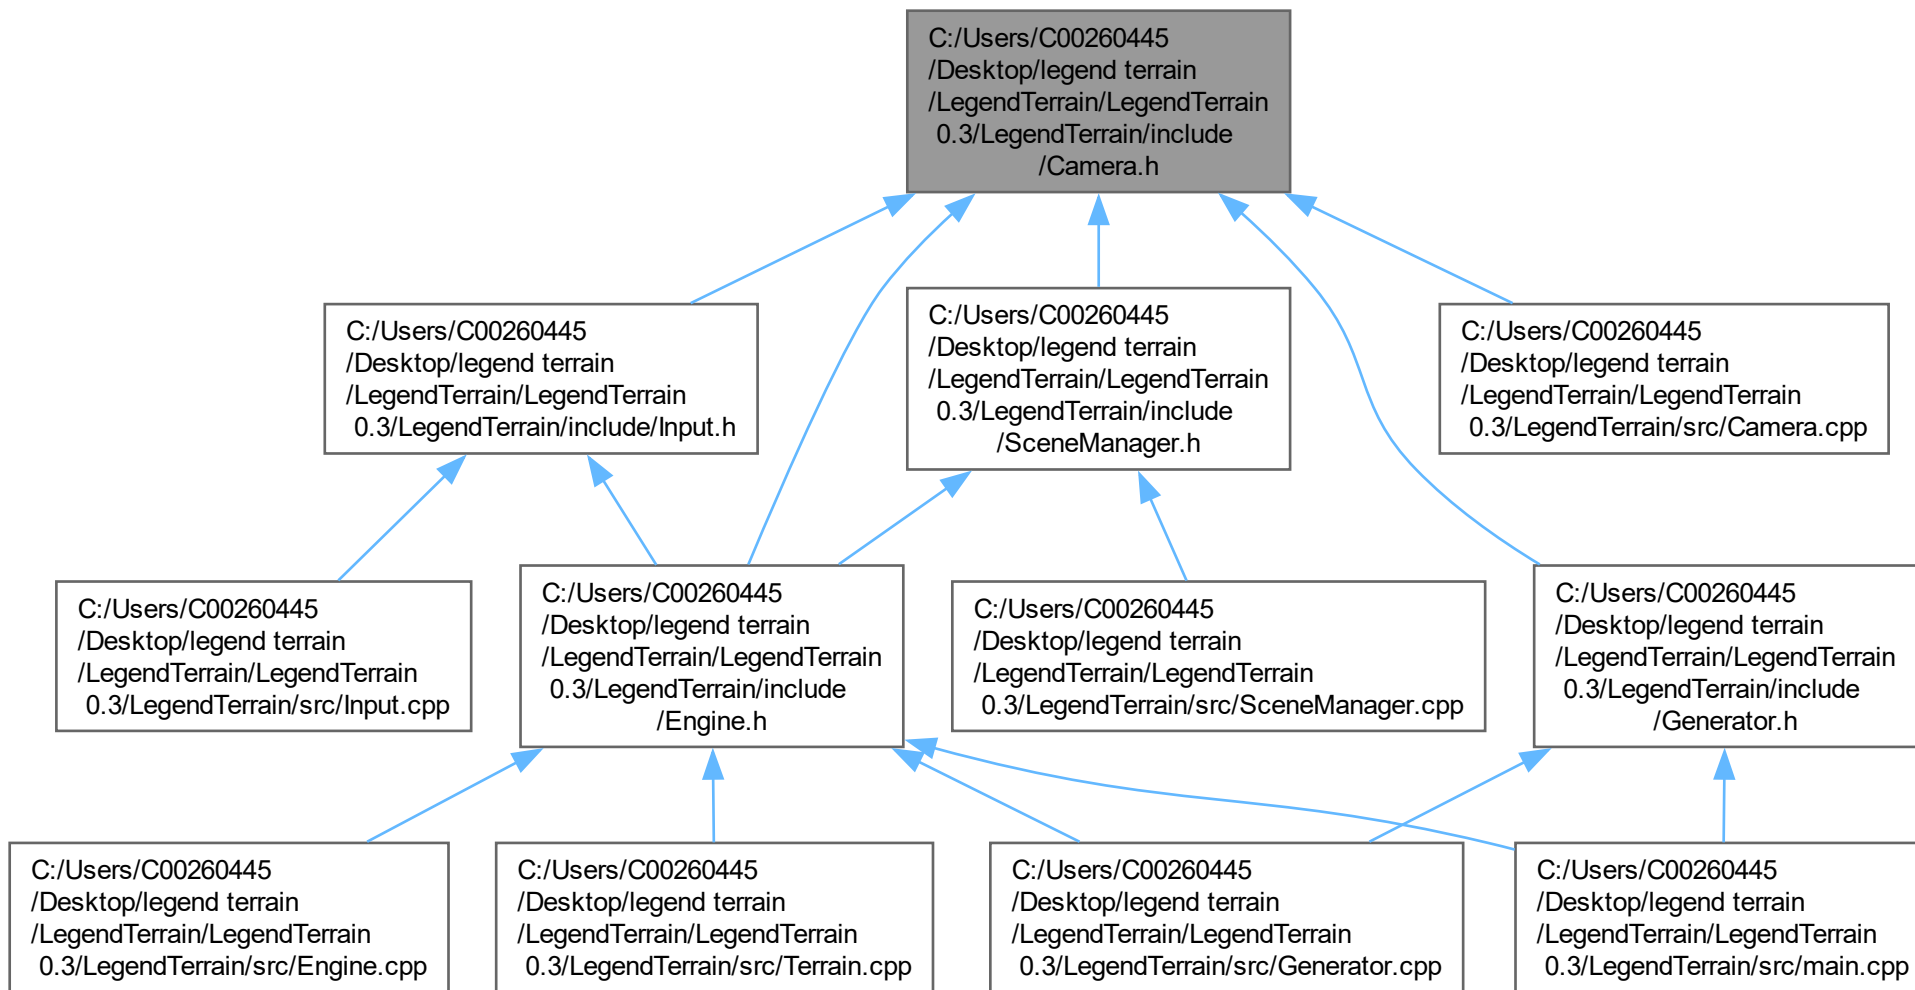 C:/Users/C00260445
/Desktop/legend terrain
/LegendTerrain/LegendTerrain
0.3/LegendTerrain/include
/Camera.h
C:/Users/C00260445
/Desktop/legend terrain
/LegendTerrain/LegendTerrain
0.3/LegendTerrain/include/Input.h
C:/Users/C00260445
/Desktop/legend terrain
/LegendTerrain/LegendTerrain
0.3/LegendTerrain/include
/SceneManager.h
C:/Users/C00260445
/Desktop/legend terrain
/LegendTerrain/LegendTerrain
0.3/LegendTerrain/src/Camera.cpp
C:/Users/C00260445
/Desktop/legend terrain
/LegendTerrain/LegendTerrain
0.3/LegendTerrain/src/Input.cpp
C:/Users/C00260445
/Desktop/legend terrain
/LegendTerrain/LegendTerrain
0.3/LegendTerrain/include
/Engine.h
C:/Users/C00260445
/Desktop/legend terrain
/LegendTerrain/LegendTerrain
0.3/LegendTerrain/src/SceneManager.cpp
C:/Users/C00260445
/Desktop/legend terrain
/LegendTerrain/LegendTerrain
0.3/LegendTerrain/include
/Generator.h
C:/Users/C00260445
/Desktop/legend terrain
/LegendTerrain/LegendTerrain
0.3/LegendTerrain/src/Engine.cpp
C:/Users/C00260445
/Desktop/legend terrain
/LegendTerrain/LegendTerrain
0.3/LegendTerrain/src/Terrain.cpp
C:/Users/C00260445
/Desktop/legend terrain
/LegendTerrain/LegendTerrain
0.3/LegendTerrain/src/Generator.cpp
C:/Users/C00260445
/Desktop/legend terrain
/LegendTerrain/LegendTerrain
0.3/LegendTerrain/src/main.cpp